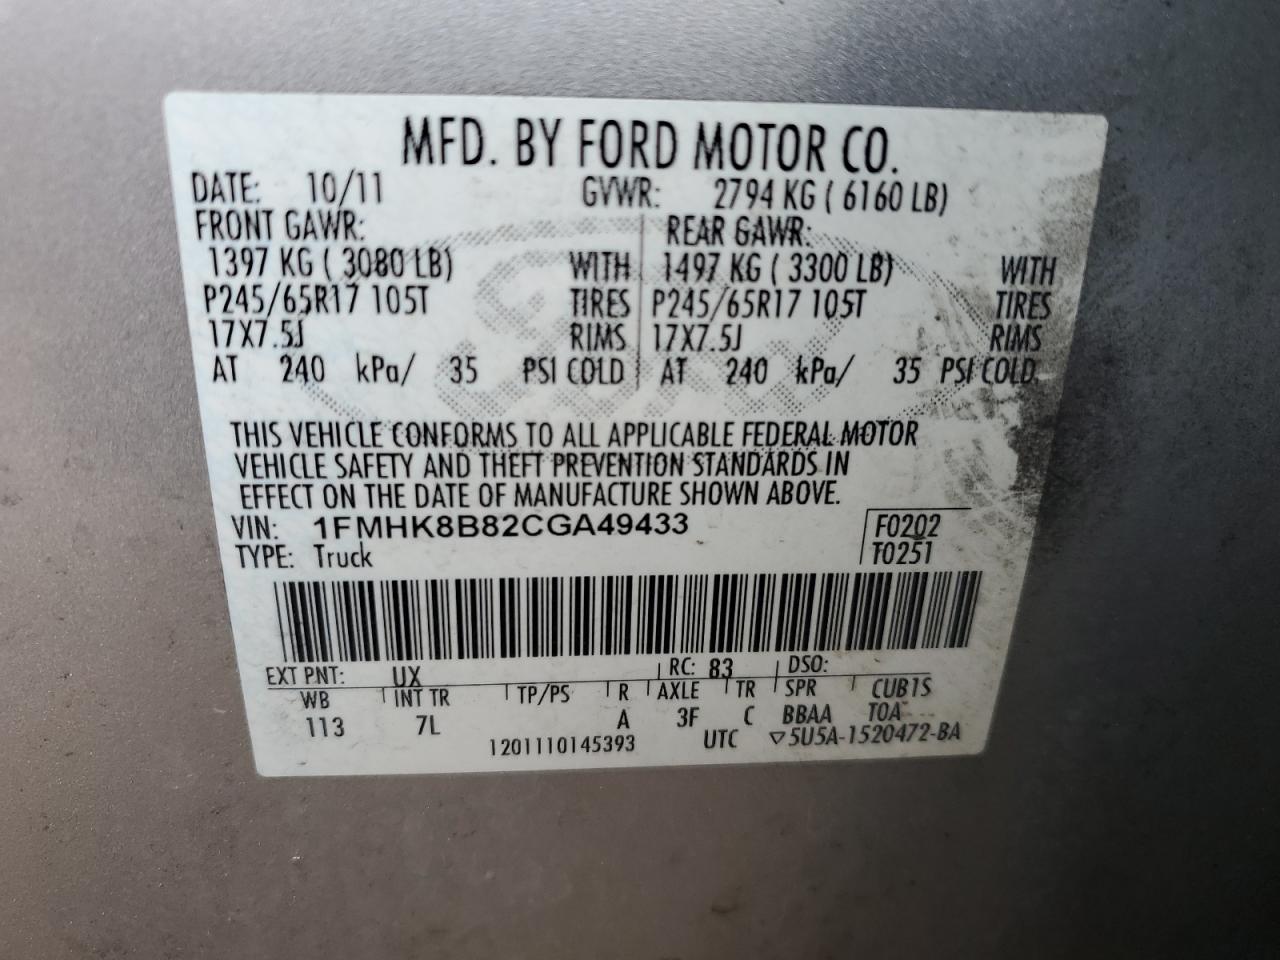 MFD. BY FORD MOTOR CO.
DATE: 10/11 GVWR: 2794 KG ( 6160 LB)
FRONT GAWR: REAR GAWR:
1397 KG ( 3080 LB) WITH 1497 KG ( 3300 LB) WITH
P245/65R17 105T TIRES P245/65R17 105T TIRES
17X7.5J RIMS 17X7.5J RIMS
AT 240 kPa/ 35 PSI COLD AT 240 kPa/ 35 PSI COLD
THIS VEHICLE CONFORMS TO ALL APPLICABLE FEDERAL MOTOR
VEHICLE SAFETY AND THEFT PREVENTION STANDARDS IN
EFFECT ON THE DATE OF MANUFACTURE SHOWN ABOVE.
VIN: 1FMHK8B82CGA49433 F0202
TYPE: Truck T0251
EXT PNT: UX RC: 83 DSO:
WB INT TR TP/PS R AXLE TR SPR CUB1S
113 7L A 3F C BBAA TOA
1201110145393 UTC ▽5U5A-1520472-BA